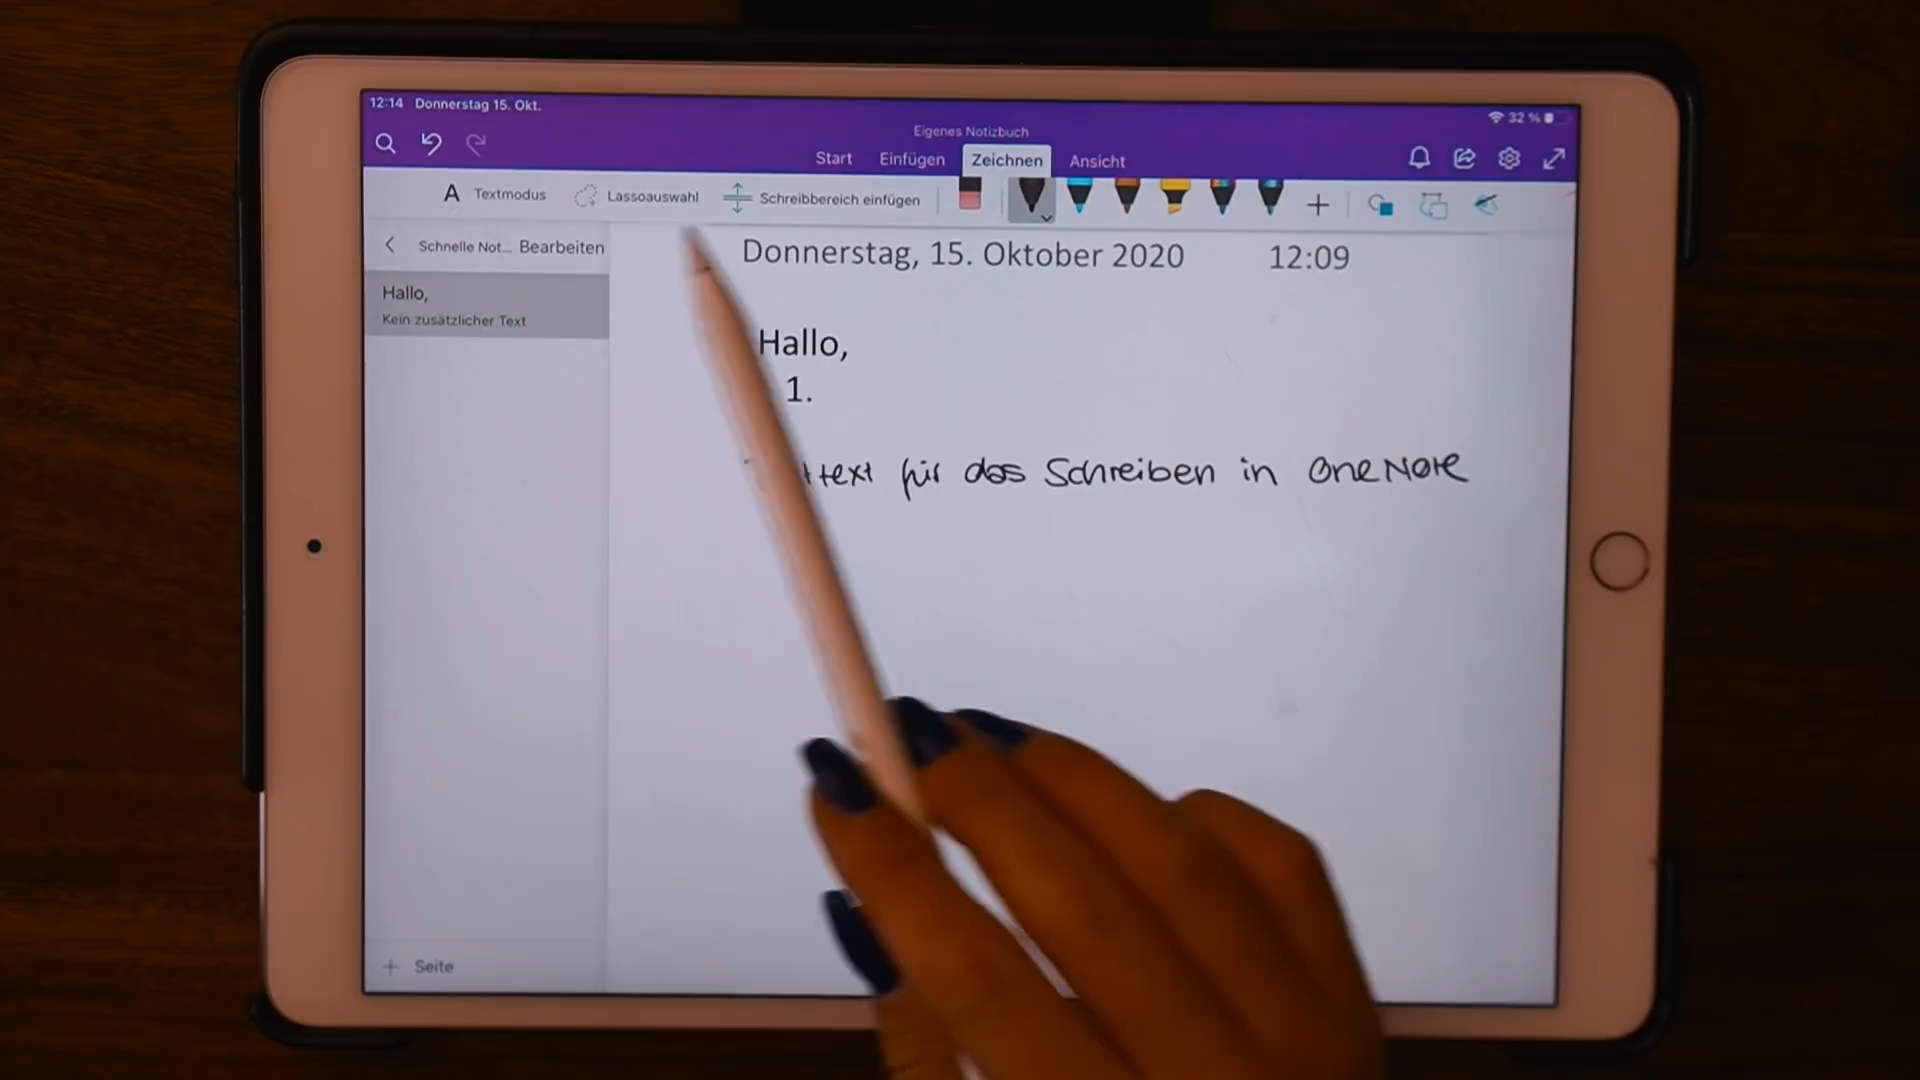 12:14 Donnerstag 15. Okt.
32 %
Eigenes Notizbuch
Start Einfügen Zeichnen Ansicht
A Textmodus Lassoauswahl Schreibbereich einfügen
Schnelle Not... Bearbeiten
Donnerstag, 15. Oktober 2020 12:09
Hallo,
Kein zusätzlicher Text
Hallo,
1.
text für das Schreiben in OneNote
+ Seite